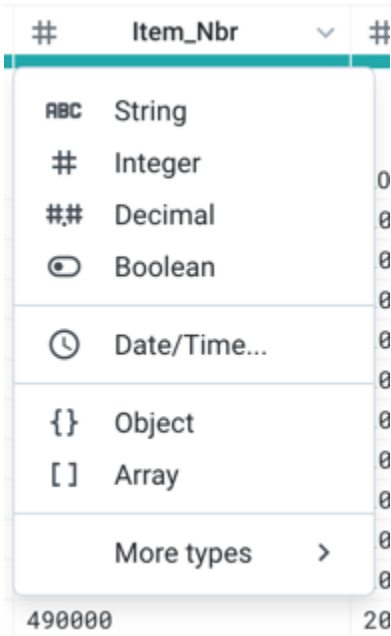 # Item_Nbr #
ABC String
# Integer
#.# Decimal
Boolean
Date/Time...
{} Object
[] Array
More types
490000 20